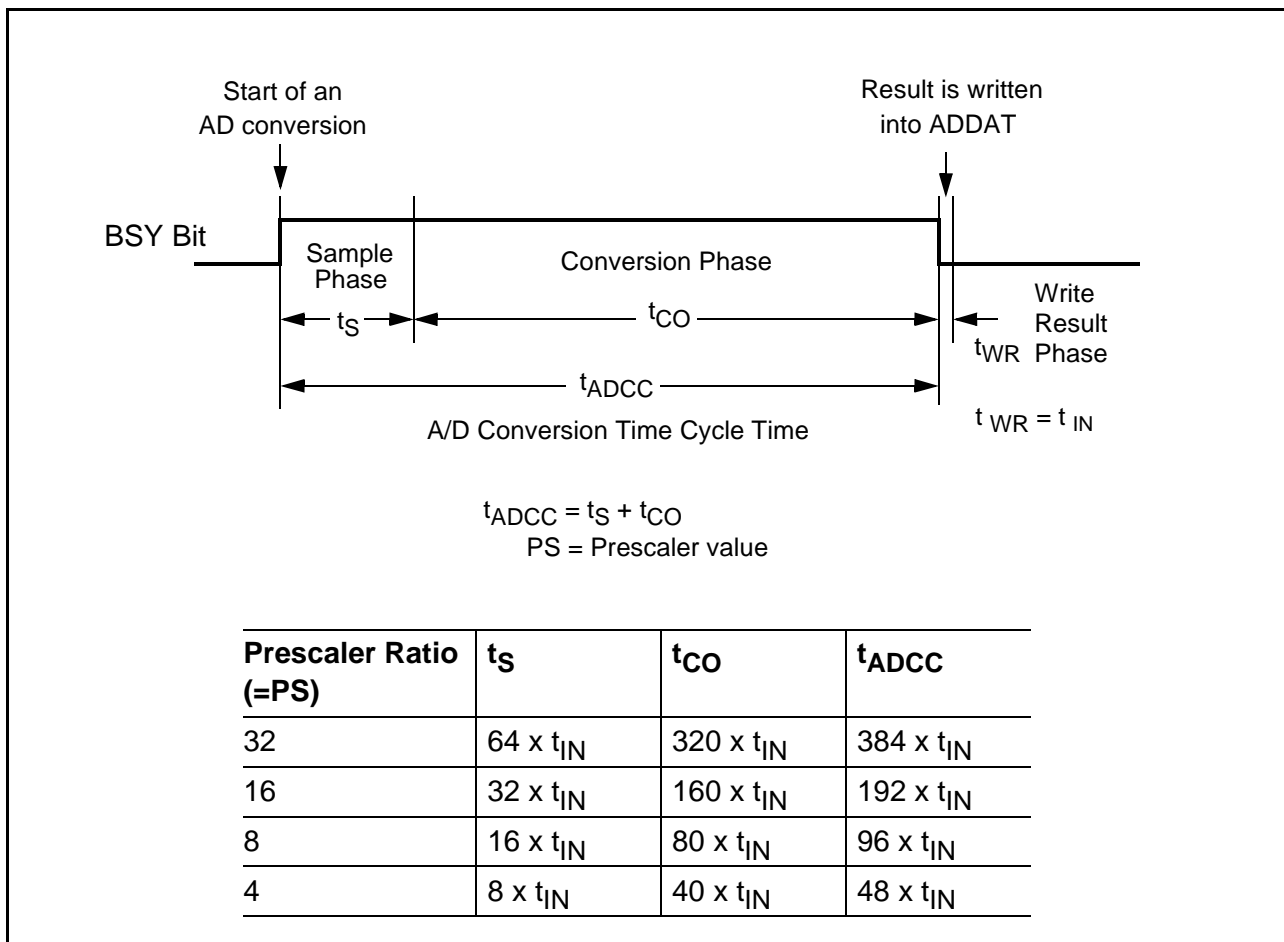 Start of an
AD conversion
Result is written
into ADDAT
BSY Bit
Sample
Phase
Conversion Phase
Write
Result
Phase
tS
tCO
tWR
tADCC
A/D Conversion Time Cycle Time
t WR = t IN
tADCC = tS + tCO
PS = Prescaler value
Prescaler Ratio
(=PS)
tS
tCO
tADCC
32
64 x tIN
320 x tIN
384 x tIN
16
32 x tIN
160 x tIN
192 x tIN
8
16 x tIN
80 x tIN
96 x tIN
4
8 x tIN
40 x tIN
48 x tIN